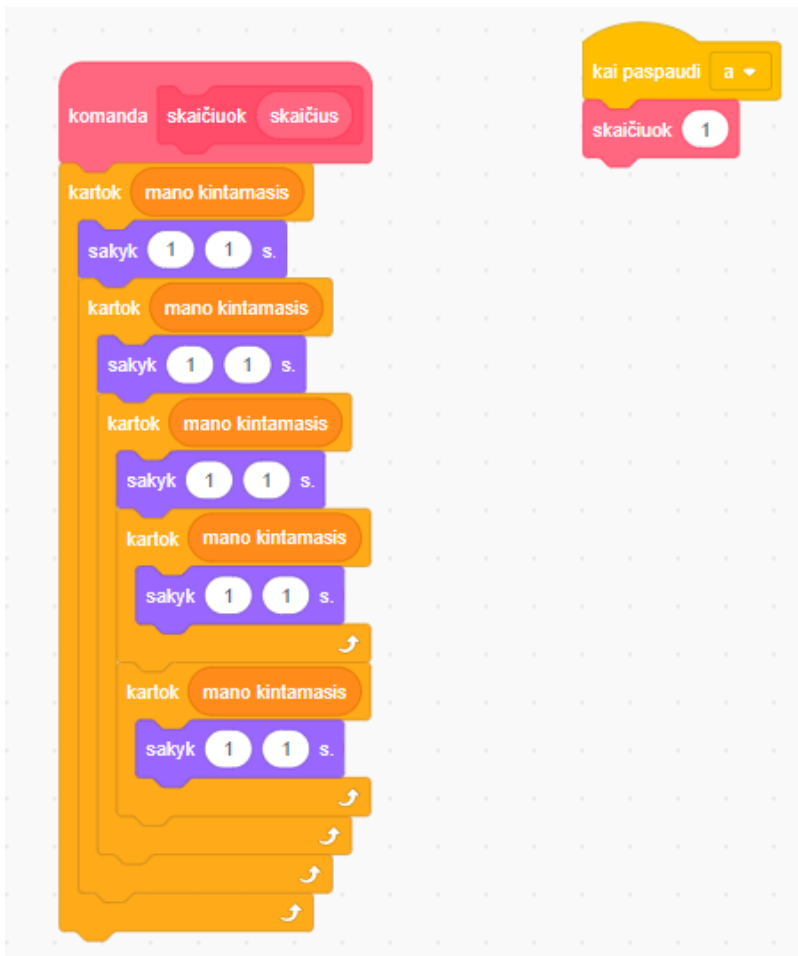 komanda skaičiuok skaičius
kartok mano kintamasis
sakyk 1 1 s.
kartok mano kintamasis
sakyk 1 1 s.
kartok mano kintamasis
sakyk 1 1 s.
kartok mano kintamasis
sakyk 1 1 s.
kartok mano kintamasis
sakyk 1 1 s.
kai paspaudi a
skaičiuok 1